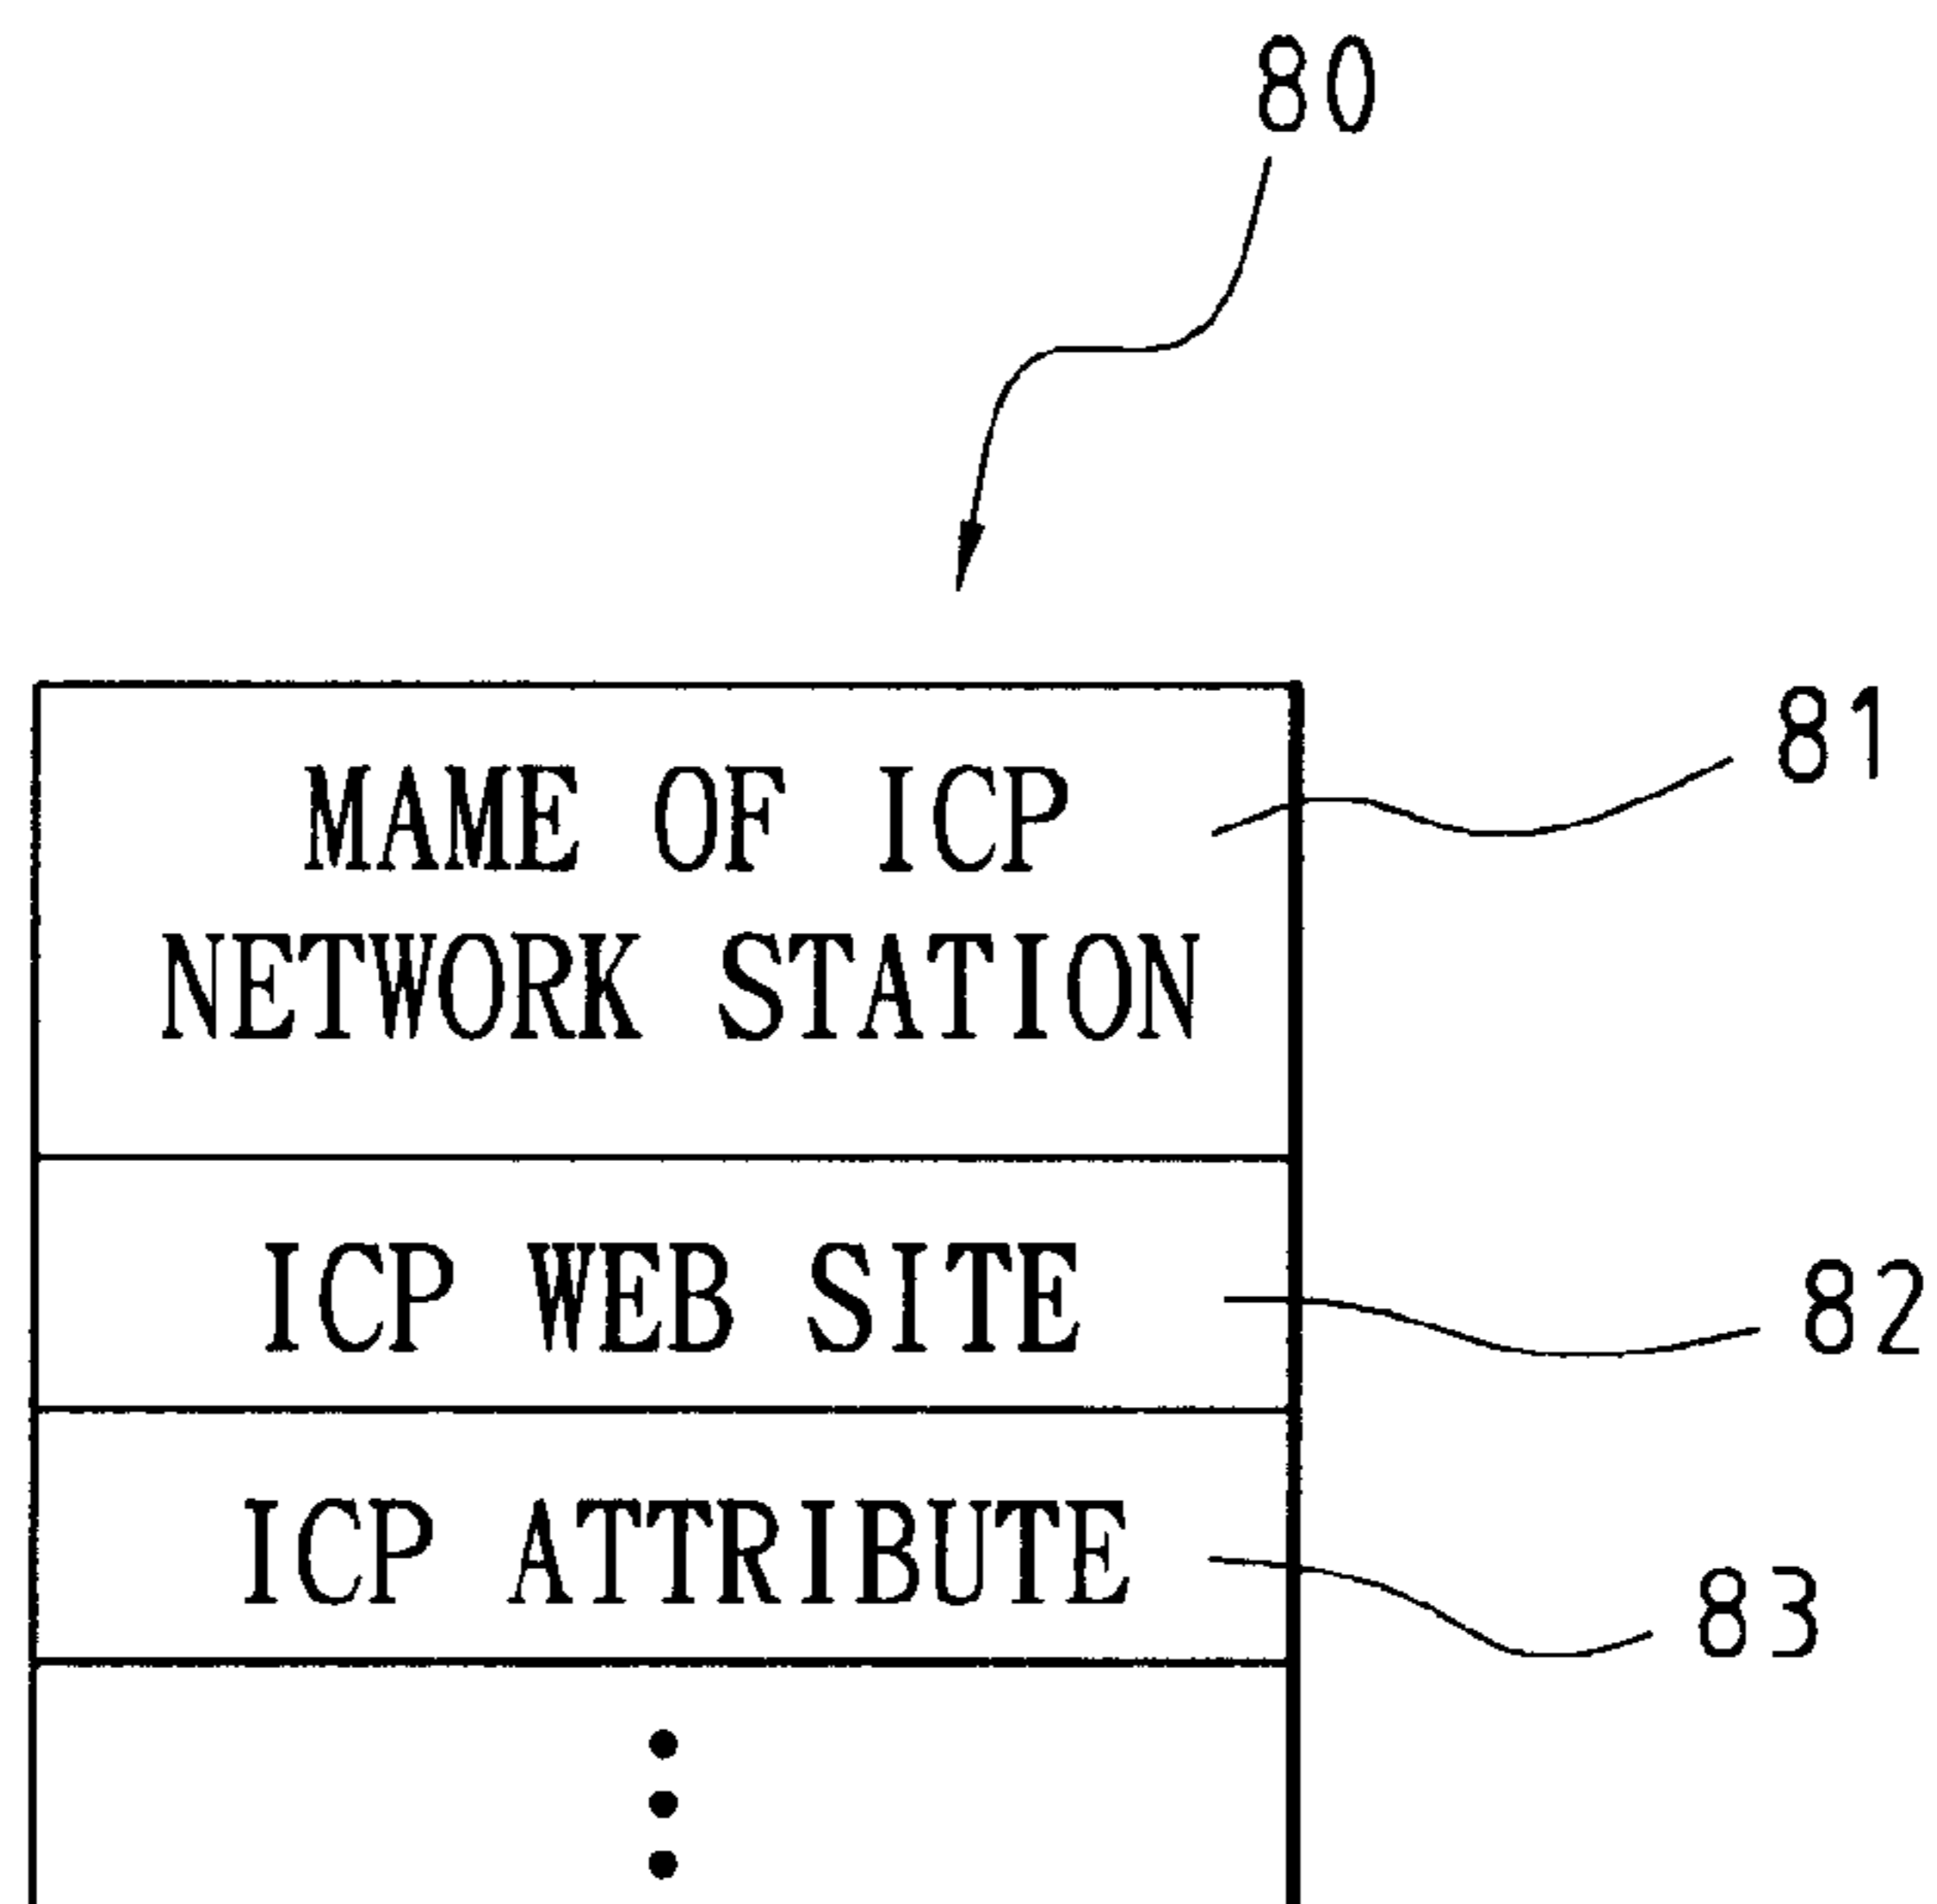 80
MAME OF ICP
NETWORK STATION
81
ICP WEB SITE
82
ICP ATTRIBUTE
83